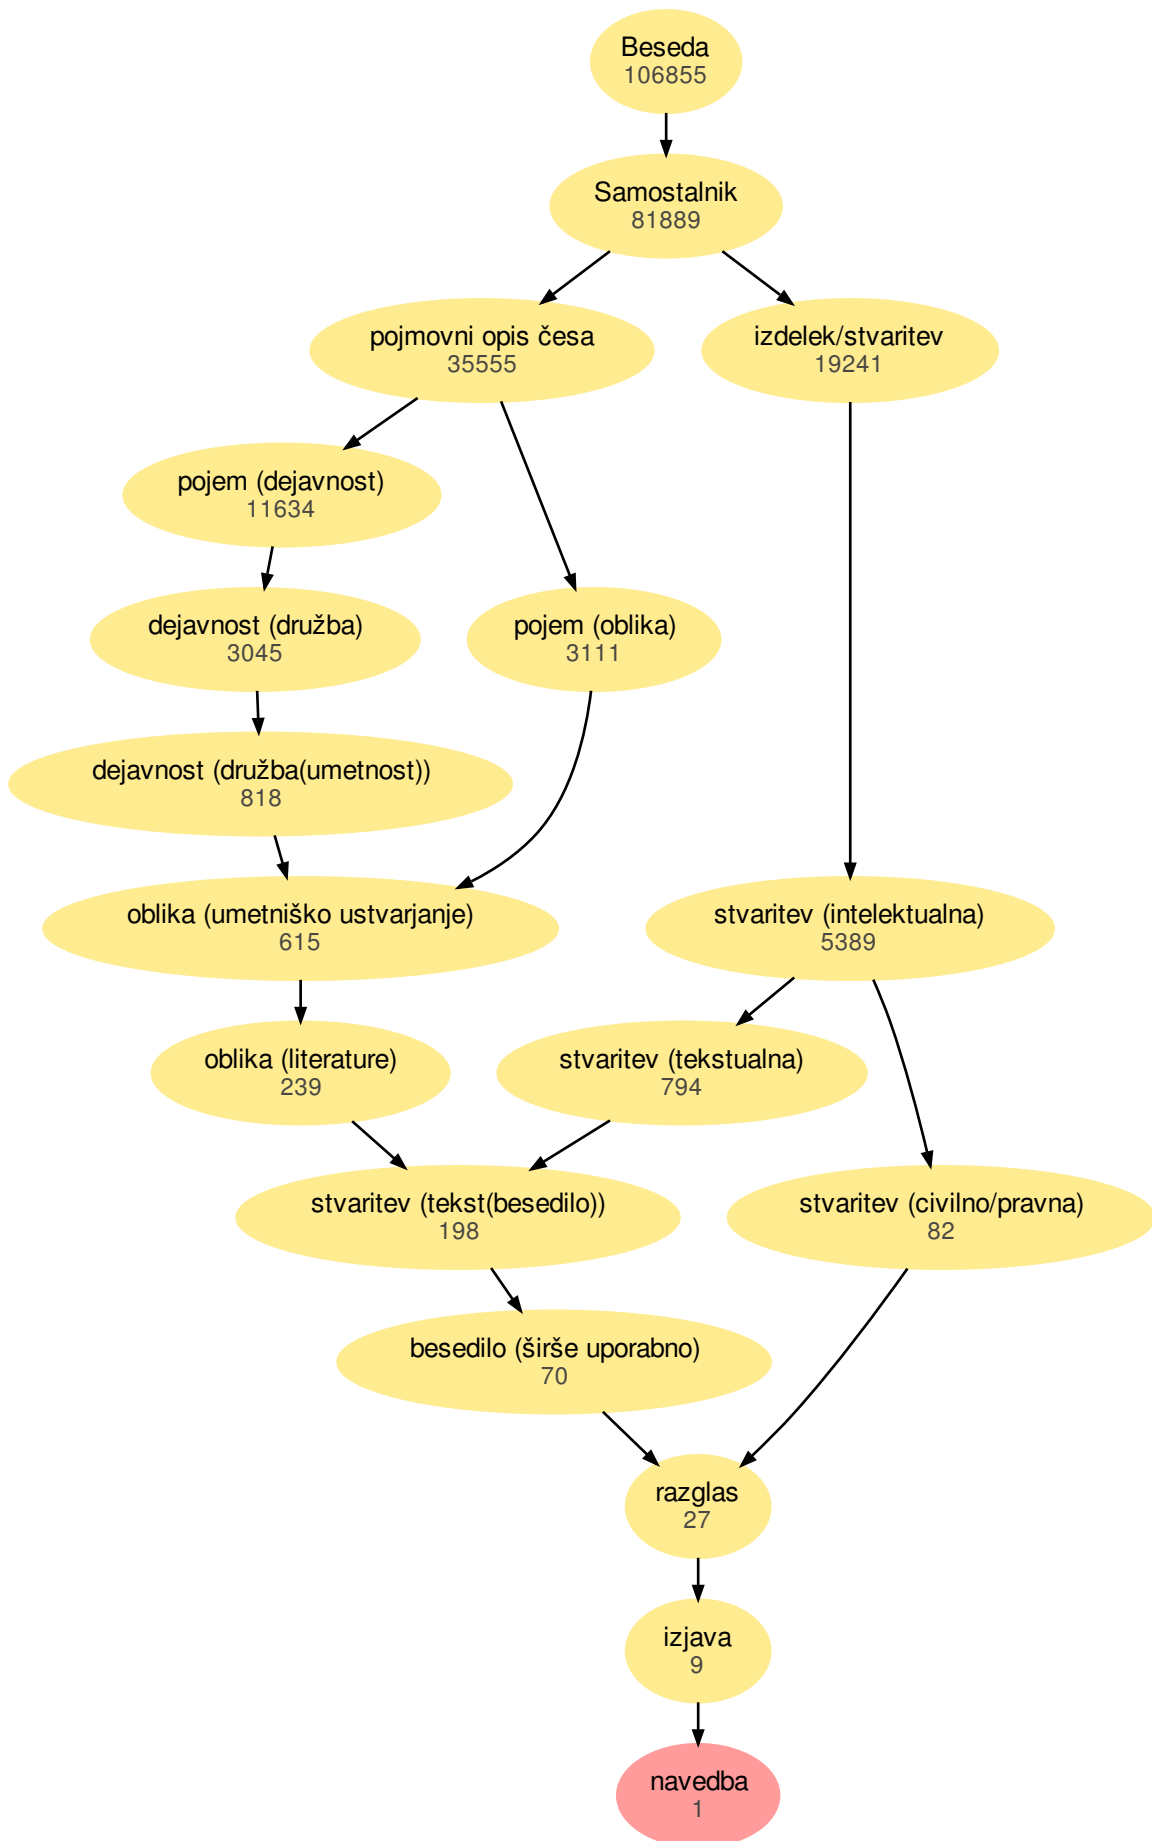 Beseda
106855
Samostalnik
81889
pojmovni opis česa
35555
izdelek/stvaritev
19241
pojem (dejavnost)
11634
dejavnost (družba)
3045
pojem (oblika)
3111
dejavnost (družba(umetnost))
818
oblika (umetniško ustvarjanje)
615
stvaritev (intelektualna)
5389
oblika (literature)
239
stvaritev (tekstualna)
794
stvaritev (tekst(besedilo))
198
stvaritev (civilno/pravna)
82
besedilo (širše uporabno)
70
razglas
27
izjava
9
navedba
1